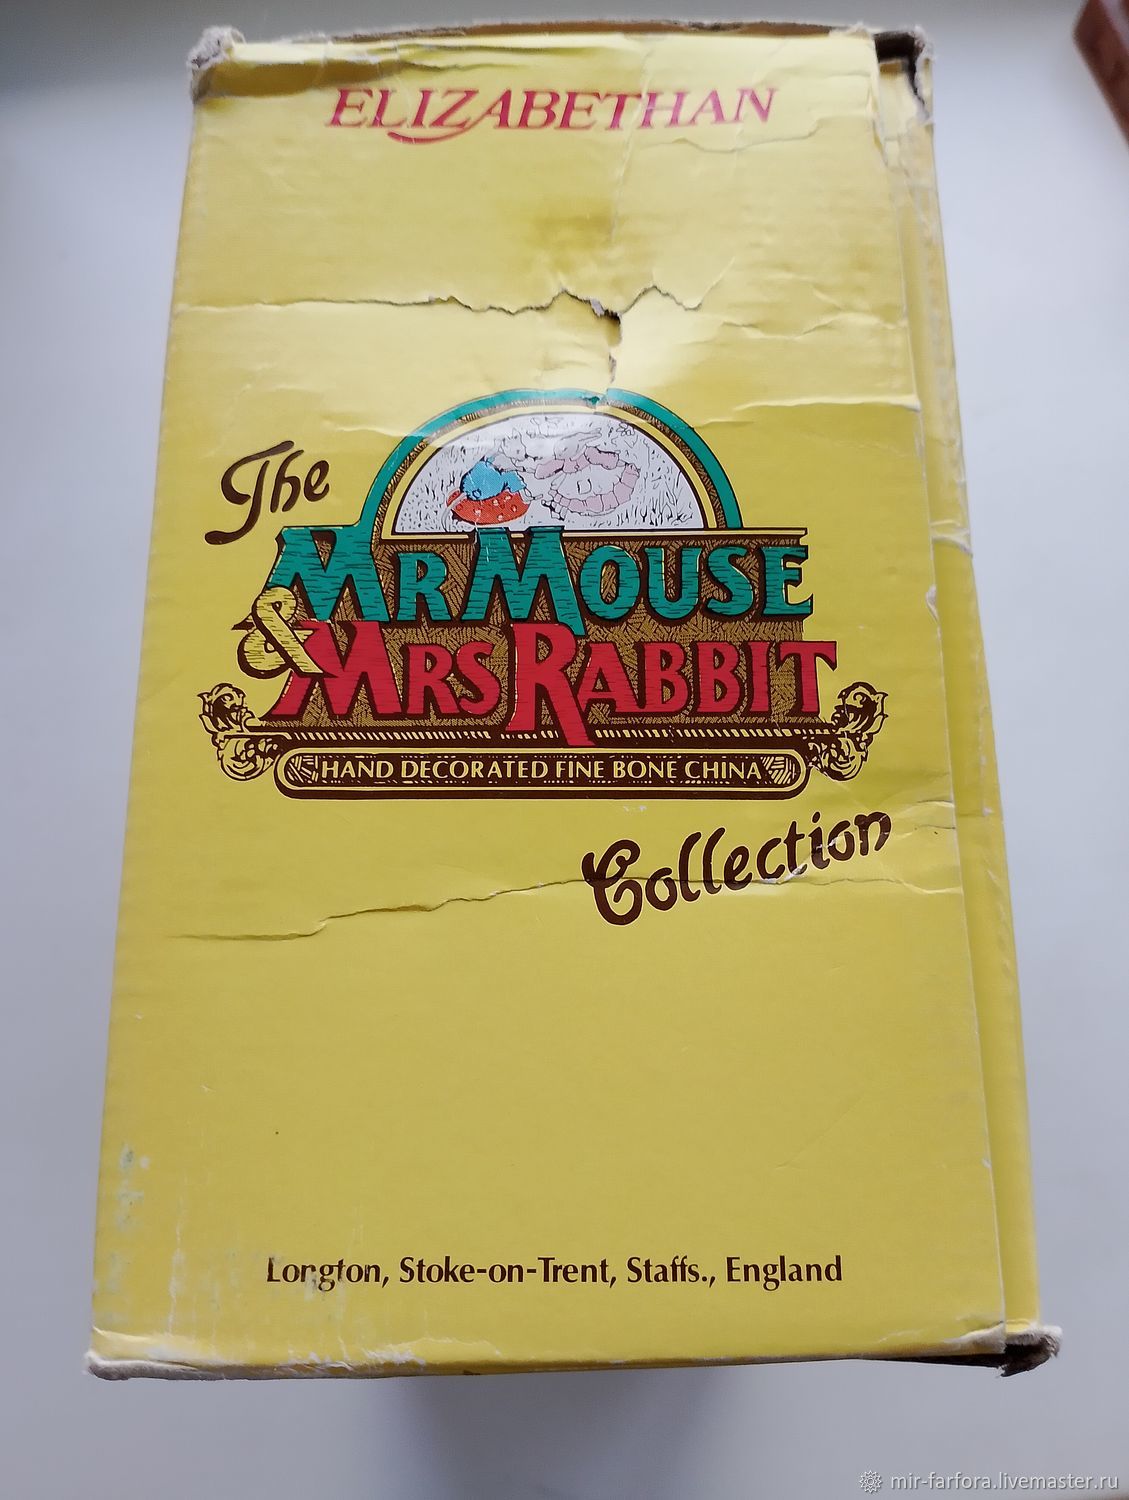 ELIZABETHAN
The
MR MOUSE
& MRS RABBIT
HAND DECORATED FINE BONE CHINA
Collection
Longton, Stoke-on-Trent, Staffs., England
mir-farfora.livemaster.ru